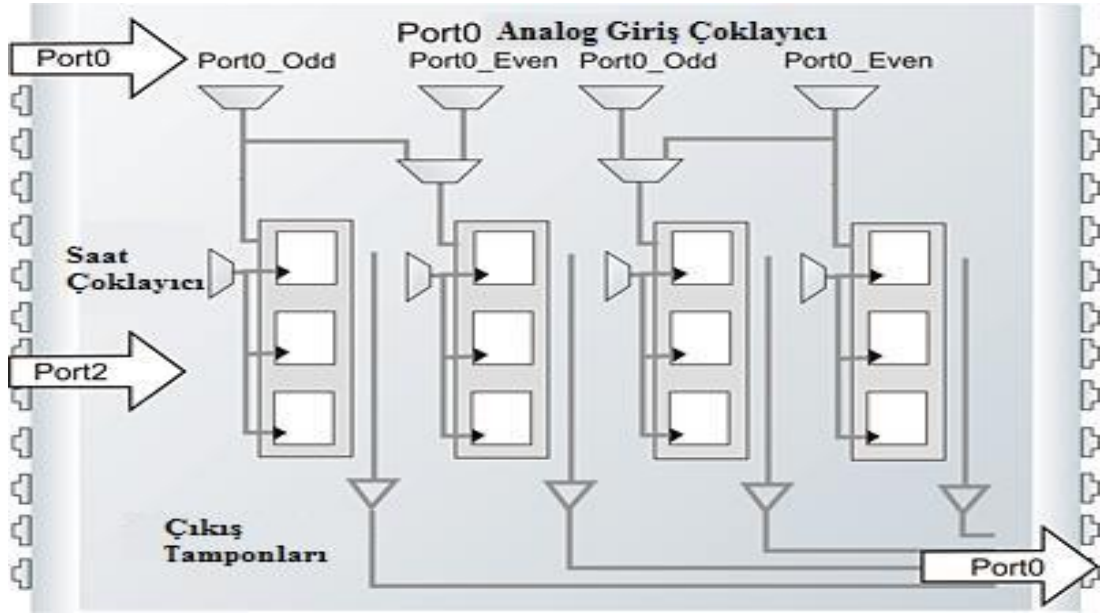 Port0 Analog Giriş Çoklayıcı
Port0
Port0_Odd
Port0_Even
Port0_Odd
Port0_Even
Saat
Çoklayıcı
Port2
Çıkış
Tamponları
Port0